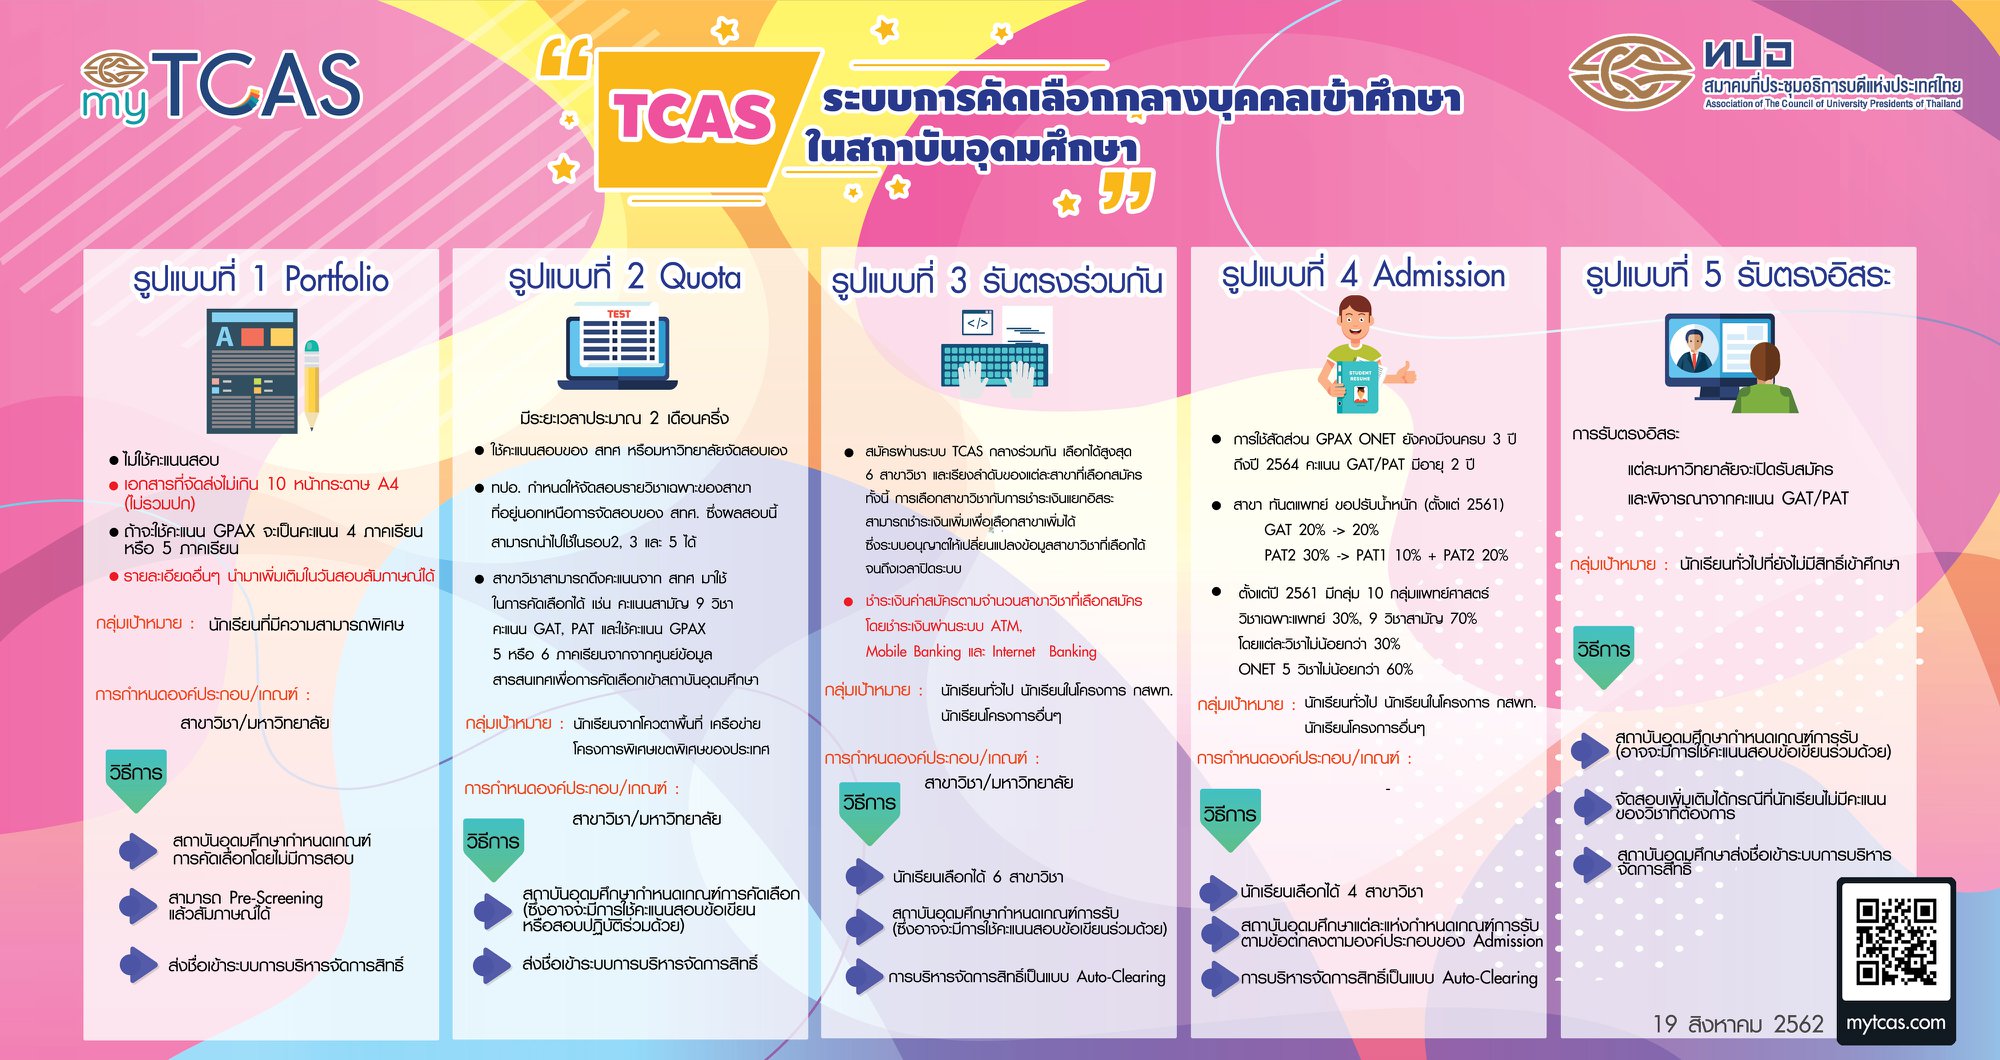 my TCAS
“ TCAS ระบบการคัดเลือกกลางบุคคลเข้าศึกษา
ในสถาบันอุดมศึกษา ”
ทปอ
สมาคมที่ประชุมอธิการบดีแห่งประเทศไทย
Association of The Council of University Presidents of Thailand
รูปแบบที่ 1 Portfolio
A
● ไม่ใช้คะแนนสอบ
● เอกสารที่จัดส่งไม่เกิน 10 หน้ากระดาษ A4
(ไม่รวมปก)
● ถ้าจะใช้คะแนน GPAX จะเป็นคะแนน 4 ภาคเรียน
หรือ 5 ภาคเรียน
● รายละเอียดอื่นๆ นำมาเพิ่มเติมในวันสอบสัมภาษณ์ได้
กลุ่มเป้าหมาย : นักเรียนที่มีความสามารถพิเศษ
การกำหนดองค์ประกอบ/เกณฑ์ :
สาขาวิชา/มหาวิทยาลัย
วิธีการ
สถาบันอุดมศึกษากำหนดเกณฑ์
การคัดเลือกโดยไม่มีการสอบ
สามารถ Pre-Screening
แล้วสัมภาษณ์ได้
ส่งชื่อเข้าระบบการบริหารจัดการสิทธิ์
รูปแบบที่ 2 Quota
TEST
มีระยะเวลาประมาณ 2 เดือนครึ่ง
● ใช้คะแนนสอบของ สทศ หรือมหาวิทยาลัยจัดสอบเอง
● ทปอ. กำหนดให้จัดสอบรายวิชาเฉพาะของสาขา
ที่อยู่นอกเหนือการจัดสอบของ สทศ. ซึ่งผลสอบนี้
สามารถนำไปใช้ในรอบ2, 3 และ 5 ได้
● สาขาวิชาสามารถดึงคะแนนจาก สทศ มาใช้
ในการคัดเลือกได้ เช่น คะแนนสามัญ 9 วิชา
คะแนน GAT, PAT และใช้คะแนน GPAX
5 หรือ 6 ภาคเรียนจากจากศูนย์ข้อมูล
สารสนเทศเพื่อการคัดเลือกเข้าสถาบันอุดมศึกษา
กลุ่มเป้าหมาย : นักเรียนจากโควตาพื้นที่ เครือข่าย
โครงการพิเศษเขตพิเศษของประเทศ
การกำหนดองค์ประกอบ/เกณฑ์ :
สาขาวิชา/มหาวิทยาลัย
วิธีการ
สถาบันอุดมศึกษากำหนดเกณฑ์การคัดเลือก
(ซึ่งอาจจะมีการใช้คะแนนสอบข้อเขียน
หรือสอบปฏิบัติร่วมด้วย)
ส่งชื่อเข้าระบบการบริหารจัดการสิทธิ์
รูปแบบที่ 3 รับตรงร่วมกัน
</>
● สมัครผ่านระบบ TCAS กลางร่วมกัน เลือกได้สูงสุด
6 สาขาวิชา และเรียงลำดับของแต่ละสาขาที่เลือกสมัคร
ทั้งนี้ การเลือกสาขาวิชากับการชำระเงินแยกอิสระ
สามารถชำระเงินเพิ่มเพื่อเลือกสาขาเพิ่มได้
ซึ่งระบบอนุญาตให้เปลี่ยนแปลงข้อมูลสาขาวิชาที่เลือกได้
จนถึงเวลาปิดระบบ
● ชำระเงินค่าสมัครตามจำนวนสาขาวิชาที่เลือกสมัคร
โดยชำระเงินผ่านระบบ ATM,
Mobile Banking และ Internet Banking
กลุ่มเป้าหมาย : นักเรียนทั่วไป นักเรียนในโครงการ กสพท.
นักเรียนโครงการอื่นๆ
การกำหนดองค์ประกอบ/เกณฑ์ :
สาขาวิชา/มหาวิทยาลัย
วิธีการ
นักเรียนเลือกได้ 6 สาขาวิชา
สถาบันอุดมศึกษากำหนดเกณฑ์การรับ
(ซึ่งอาจจะมีการใช้คะแนนสอบข้อเขียนร่วมด้วย)
การบริหารจัดการสิทธิ์เป็นแบบ Auto-Clearing
รูปแบบที่ 4 Admission
STUDENT
RESUME
● การใช้สัดส่วน GPAX ONET ยังคงมีจนครบ 3 ปี
ถึงปี 2564 คะแนน GAT/PAT มีอายุ 2 ปี
● สาขา ทันตแพทย์ ขอปรับน้ำหนัก (ตั้งแต่ 2561)
GAT 20% -> 20%
PAT2 30% -> PAT1 10% + PAT2 20%
● ตั้งแต่ปี 2561 มีกลุ่ม 10 กลุ่มแพทย์ศาสตร์
วิชาเฉพาะแพทย์ 30%, 9 วิชาสามัญ 70%
โดยแต่ละวิชาไม่น้อยกว่า 30%
ONET 5 วิชาไม่น้อยกว่า 60%
กลุ่มเป้าหมาย : นักเรียนทั่วไป นักเรียนในโครงการ กสพท.
นักเรียนโครงการอื่นๆ
การกำหนดองค์ประกอบ/เกณฑ์ :
-
วิธีการ
นักเรียนเลือกได้ 4 สาขาวิชา
สถาบันอุดมศึกษาแต่ละแห่งกำหนดเกณฑ์การรับ
ตามข้อตกลงตามองค์ประกอบของ Admission
การบริหารจัดการสิทธิ์เป็นแบบ Auto-Clearing
รูปแบบที่ 5 รับตรงอิสระ
การรับตรงอิสระ
แต่ละมหาวิทยาลัยจะเปิดรับสมัคร
และพิจารณาจากคะแนน GAT/PAT
กลุ่มเป้าหมาย : นักเรียนทั่วไปที่ยังไม่มีสิทธิ์เข้าศึกษา
วิธีการ
สถาบันอุดมศึกษากำหนดเกณฑ์การรับ
(อาจจะมีการใช้คะแนนสอบข้อเขียนร่วมด้วย)
จัดสอบเพิ่มเติมได้กรณีที่นักเรียนไม่มีคะแนน
ของวิชาที่ต้องการ
สถาบันอุดมศึกษาส่งชื่อเข้าระบบการบริหาร
จัดการสิทธิ์
19 สิงหาคม 2562
mytcas.com